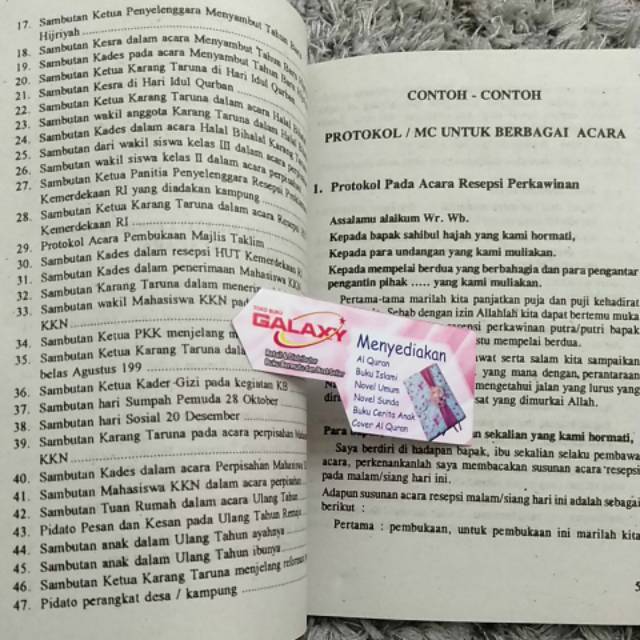 17. Sambutan Ketua Penyelenggara Menyambut Tahun Baru
Hijriyah
18. Sambutan Kesra dalam acara Menyambut Tahun Baru
19. Sambutan Kades pada acara Menyambut Tahun Baru
20. Sambutan Ketua Karang Taruna di Hari Idul Qurban
21. Sambutan Kesra di Hari Idul Qurban
22. Sambutan Ketua Karang Taruna dalam acara Halal
23. Sambutan wakil anggota Karang Taruna dalam Halal
24. Sambutan Kades dalam acara Halal Bihalal Karang
25. Sambutan dari wakil siswa kelas III dalam acara
26. Sambutan wakil siswa kelas II dalam acara
27. Sambutan Ketua Panitia Penyelenggara Resepsi
Kemerdekaan RI yang diadakan kampung
28. Sambutan Ketua Karang Taruna dalam acara Resepsi
Kemerdekaan RI
29. Protokol Acara Pembukaan Majlis Taklim
30. Sambutan Kades dalam resepsi HUT Kemerdekaan
31. Sambutan Kades dalam penerimaan Mahasiswa KKN
32. Sambutan Karang Taruna dalam
33. Sambutan wakil Mahasiswa KKN
KKN
34. Sambutan Ketua PKK menjelang
35. Sambutan Ketua Karang Taruna
belas Agustus 199
36. Sambutan Ketua Kader Gizi pada kegiatan KB
37. Sambutan hari Sumpah Pemuda 28 Oktober
38. Sambutan hari Sosial 20 Desember
39. Sambutan Karang Taruna pada acara perpisahan
KKN
40. Sambutan Kades dalam acara Perpisahan Mahasiswa
41. Sambutan Mahasiswa KKN dalam acara perpisahan
42. Sambutan Tuan Rumah dalam acara Ulang Tahun
43. Pidato Pesan dan Kesan pada Ulang Tahun Remaja
44. Sambutan anak dalam Ulang Tahun ayahnya
45. Sambutan anak dalam Ulang Tahun ibunya
46. Sambutan Ketua Karang Taruna menjelang
47. Pidato perangkat desa / kampung
TOKO BUKU
GALAXY
Menyediakan
Al Quran
Buku Islami
Novel Umum
Novel Sunda
Buku Cerita Anak
Cover Al Quran
CONTOH - CONTOH
PROTOKOL / MC UNTUK BERBAGAI ACARA
1. Protokol Pada Acara Resepsi Perkawinan
Assalamu alaikum Wr. Wb.
Kepada bapak sahibul hajah yang kami hormati,
Kepada para undangan yang kami muliakan.
Kepada mempelai berdua yang berbahagia dan para pengantar
pengantin pihak ..... yang kami muliakan.
Pertama-tama marilah kita panjatkan puja dan puji kehadirat
Sebab dengan izin Allahlah kita dapat bertemu muka
perkawinan putra/putri bapak
mempelai berdua.
serta salam kita sampaikan
yang mana dengan, perantaraan
mengetahui jalan yang lurus yang
sesat yang dimurkai Allah.
Para sekalian yang kami hormati,
Saya berdiri di hadapan bapak, ibu sekalian selaku pembawa
acara, perkenankanlah saya membacakan susunan acara resepsi
pada malam/siang hari ini.
Adapun susunan acara resepsi malam/siang hari ini adalah sebagai
berikut :
Pertama : pembukaan, untuk pembukaan ini marilah kita
5